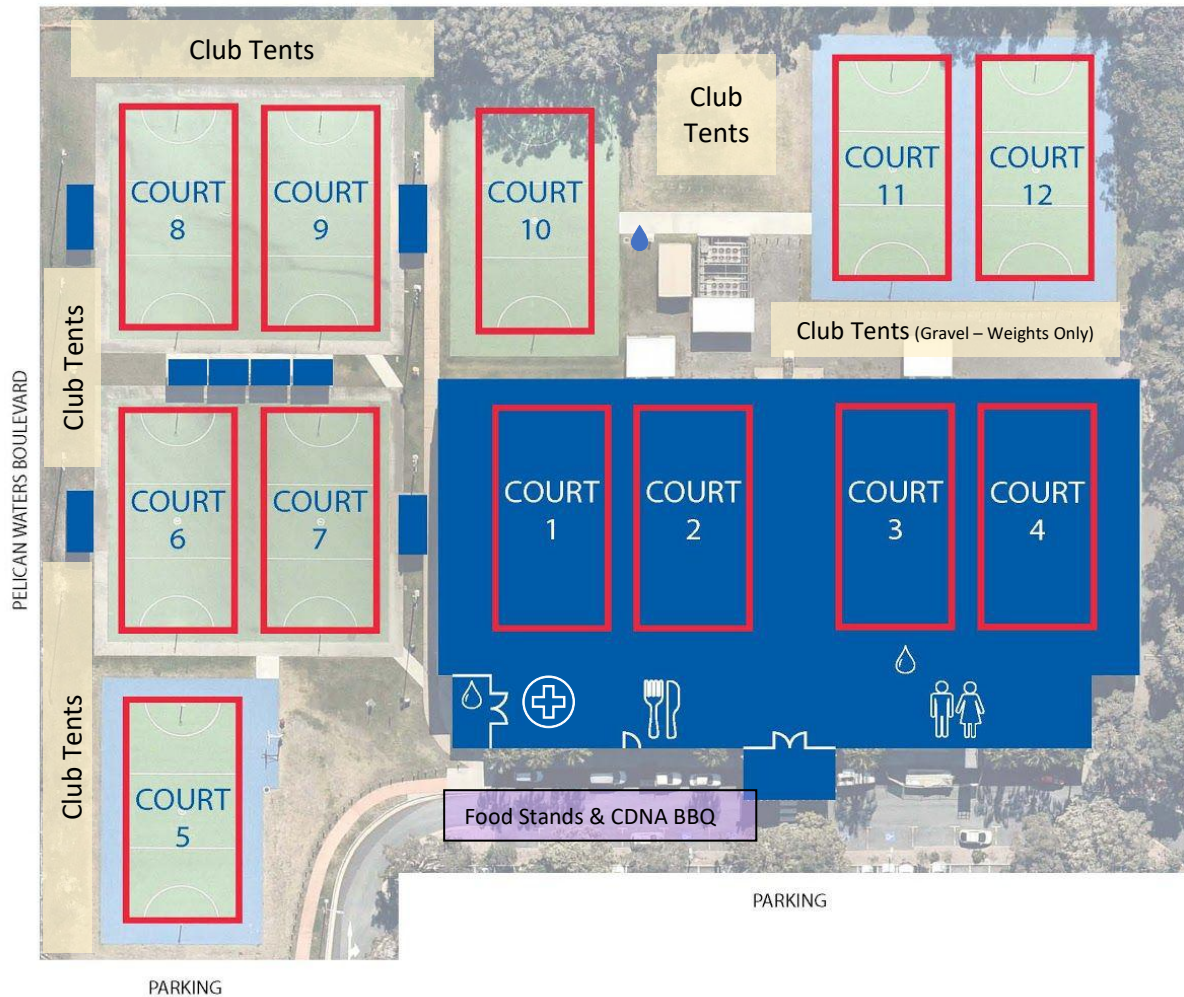 Club Tents
Club
Tents
COURT
8
COURT
9
COURT
10
COURT
11
COURT
12
Club Tents
Club Tents (Gravel – Weights Only)
PELICAN WATERS BOULEVARD
COURT
6
COURT
7
COURT
1
COURT
2
COURT
3
COURT
4
Club Tents
COURT
5
Food Stands & CDNA BBQ
PARKING
PARKING